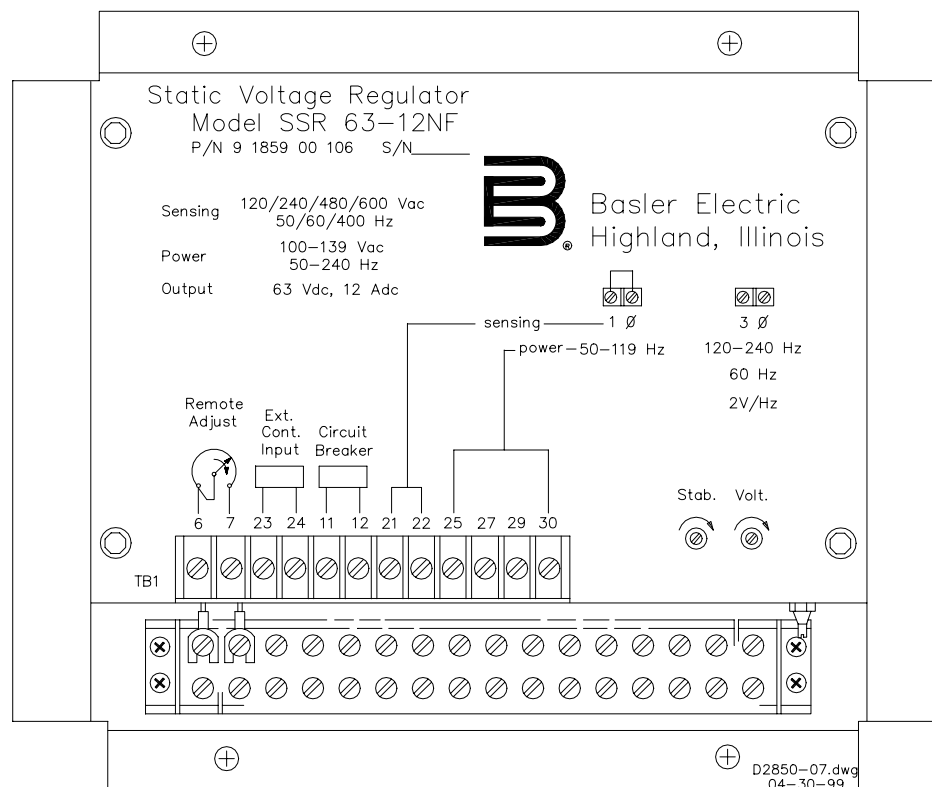 Static Voltage Regulator
Model SSR 63-12NF
P/N 9 1859 00 106 S/N
Sensing 120/240/480/600 Vac
50/60/400 Hz
Power 100-139 Vac
50-240 Hz
Output 63 Vdc, 12 Adc
B
®
Basler Electric
Highland, Illinois
sensing 1 Ø 3 Ø
power 50-119 Hz 120-240 Hz
60 Hz
2V/Hz
Remote
Adjust
Ext.
Cont.
Input
Circuit
Breaker
Stab. Volt.
6 7 23 24 11 12 21 22 25 27 29 30
TB1
D2850-07.dwg
04-30-99